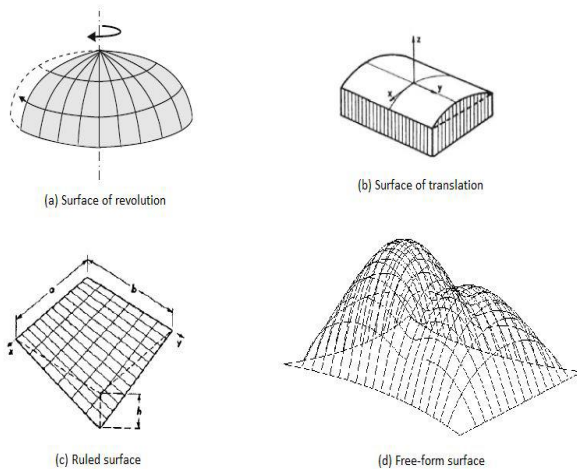 z
x
y
(a) Surface of revolution
(b) Surface of translation
a
b
x
y
h
(c) Ruled surface
(d) Free-form surface